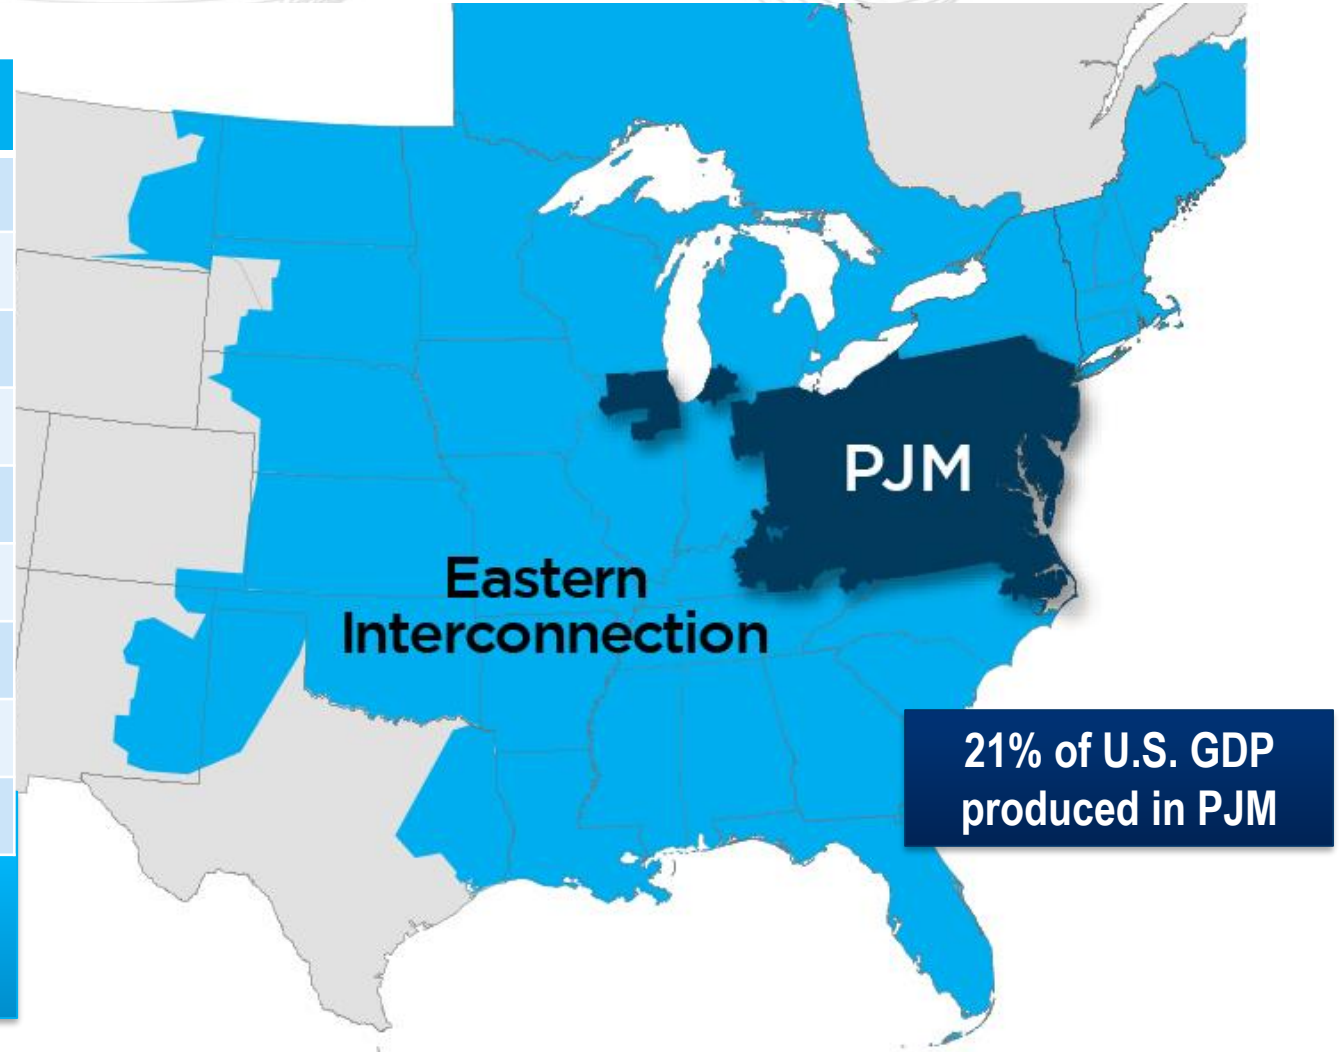 PJM
Eastern
Interconnection
21% of U.S. GDP
produced in PJM